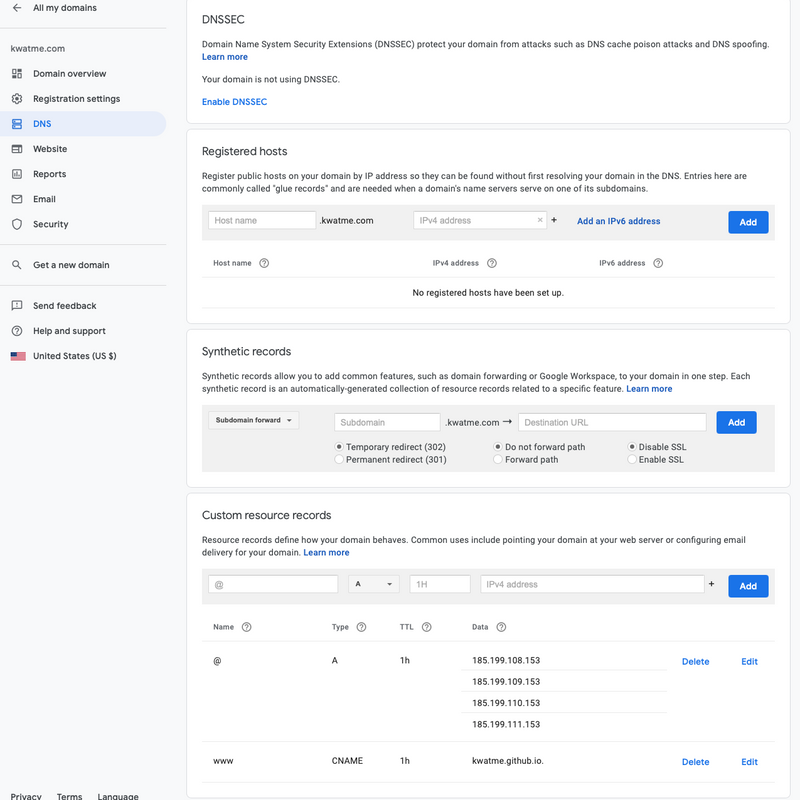 All my domains
kwatme.com
Domain overview
Registration settings
DNS
Website
Reports
Email
Security
Get a new domain
Send feedback
Help and support
United States (US $)
Privacy Terms Language
DNSSEC
Domain Name System Security Extensions (DNSSEC) protect your domain from attacks such as DNS cache poison attacks and DNS spoofing.
Learn more
Your domain is not using DNSSEC.
Enable DNSSEC
Registered hosts
Register public hosts on your domain by IP address so they can be found without first resolving your domain in the DNS. Entries here are
commonly called "glue records" and are needed when a domain's name servers serve on one of its subdomains.
Host name .kwatme.com IPv4 address × + Add an IPv6 address Add
Host name ? IPv4 address ? IPv6 address ?
No registered hosts have been set up.
Synthetic records
Synthetic records allow you to add common features, such as domain forwarding or Google Workspace, to your domain in one step. Each
synthetic record is an automatically-generated collection of resource records related to a specific feature. Learn more
Subdomain forward Subdomain .kwatme.com → Destination URL Add
Temporary redirect (302) Do not forward path Disable SSL
Permanent redirect (301) Forward path Enable SSL
Custom resource records
Resource records define how your domain behaves. Common uses include pointing your domain at your web server or configuring email
delivery for your domain. Learn more
@ A 1H IPv4 address + Add
Name ? Type ? TTL ? Data ?
@ A 1h 185.199.108.153 Delete Edit
185.199.109.153
185.199.110.153
185.199.111.153
www CNAME 1h kwatme.github.io. Delete Edit